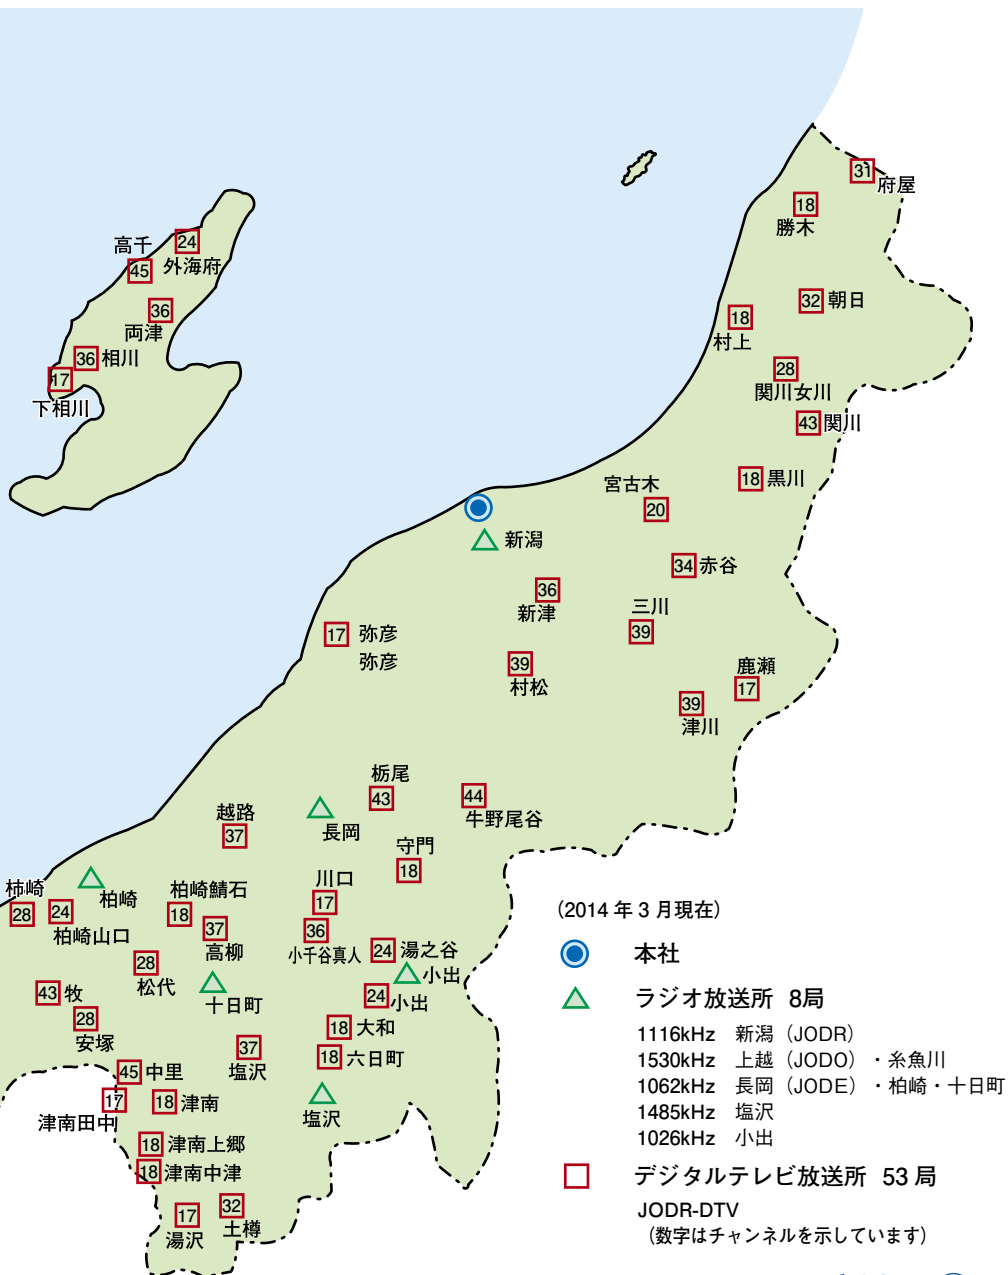 31
府屋
18
勝木
高千
24
外海府
45
36
両津
36 相川
17
下相川
32 朝日
18
村上
28
関川女川
43 関川
18 黒川
宮古木
20
新潟
34 赤谷
36
新津
三川
39
17 弥彦
弥彦
39
村松
鹿瀬
17
39
津川
栃尾
43
44
牛野尾谷
越路
37
長岡
守門
18
柿崎
28
24
柏崎
柏崎山口
柏崎鯖石
18
37
高柳
川口
17
36
小千谷真人
24 湯之谷
小出
24
小出
28
松代
十日町
43 牧
28
安塚
18 大和
18 六日町
37
塩沢
塩沢
45 中里
17
津南田中
18 津南
18 津南上郷
18 津南中津
17
湯沢
32
土樽
(2014年3月現在)
本社
ラジオ放送所 8局
1116kHz 新潟（JODR）
1530kHz 上越（JODO）・糸魚川
1062kHz 長岡（JODE）・柏崎・十日町
1485kHz 塩沢
1026kHz 小出
デジタルテレビ放送所 53局
JODR-DTV
（数字はチャンネルを示しています）